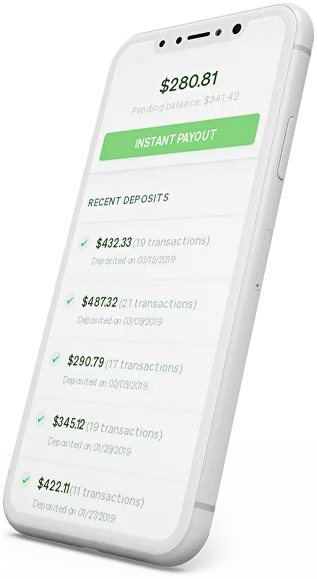 $280.81
Pending balance: $341.42
INSTANT PAYOUT
RECENT DEPOSITS
✓ $432.33 (19 transactions)
Deposited on 03/12/2019
✓ $487.32 (21 transactions)
Deposited on 03/09/2019
✓ $290.79 (17 transactions)
Deposited on 02/03/2019
✓ $345.12 (19 transactions)
Deposited on 01/29/2019
✓ $422.11 (11 transactions)
Deposited on 01/27/2019